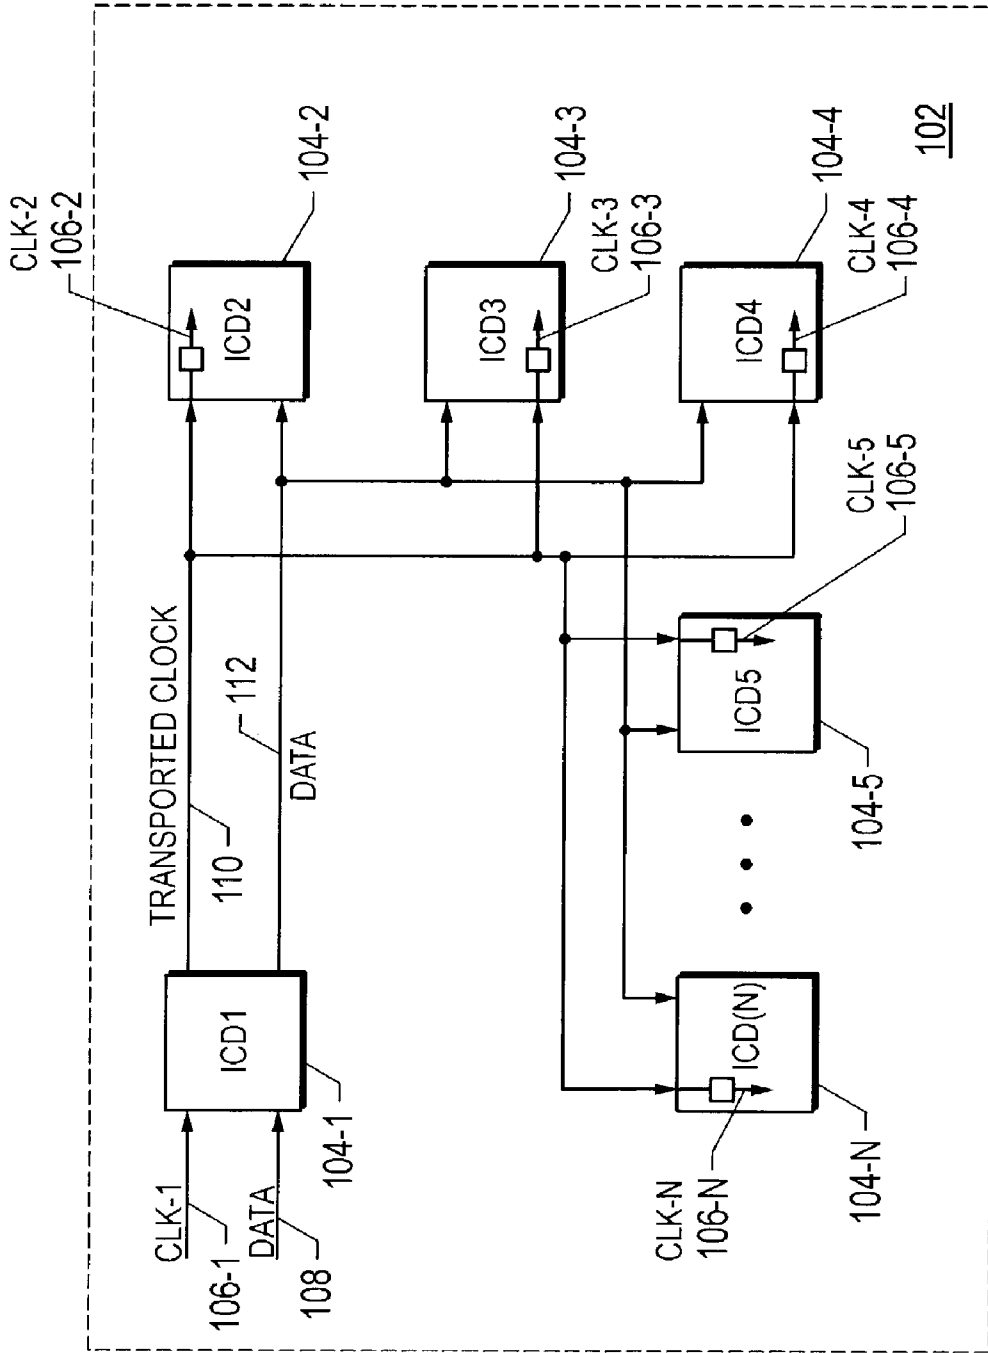 CLK-1
106-1
DATA
108
ICD1
104-1
TRANSPORTED CLOCK
110
112
DATA
CLK-2
106-2
ICD2
104-2
ICD3
104-3
CLK-3
106-3
ICD4
104-4
CLK-4
106-4
CLK-5
106-5
ICD5
104-5
ICD(N)
CLK-N
106-N
104-N
102